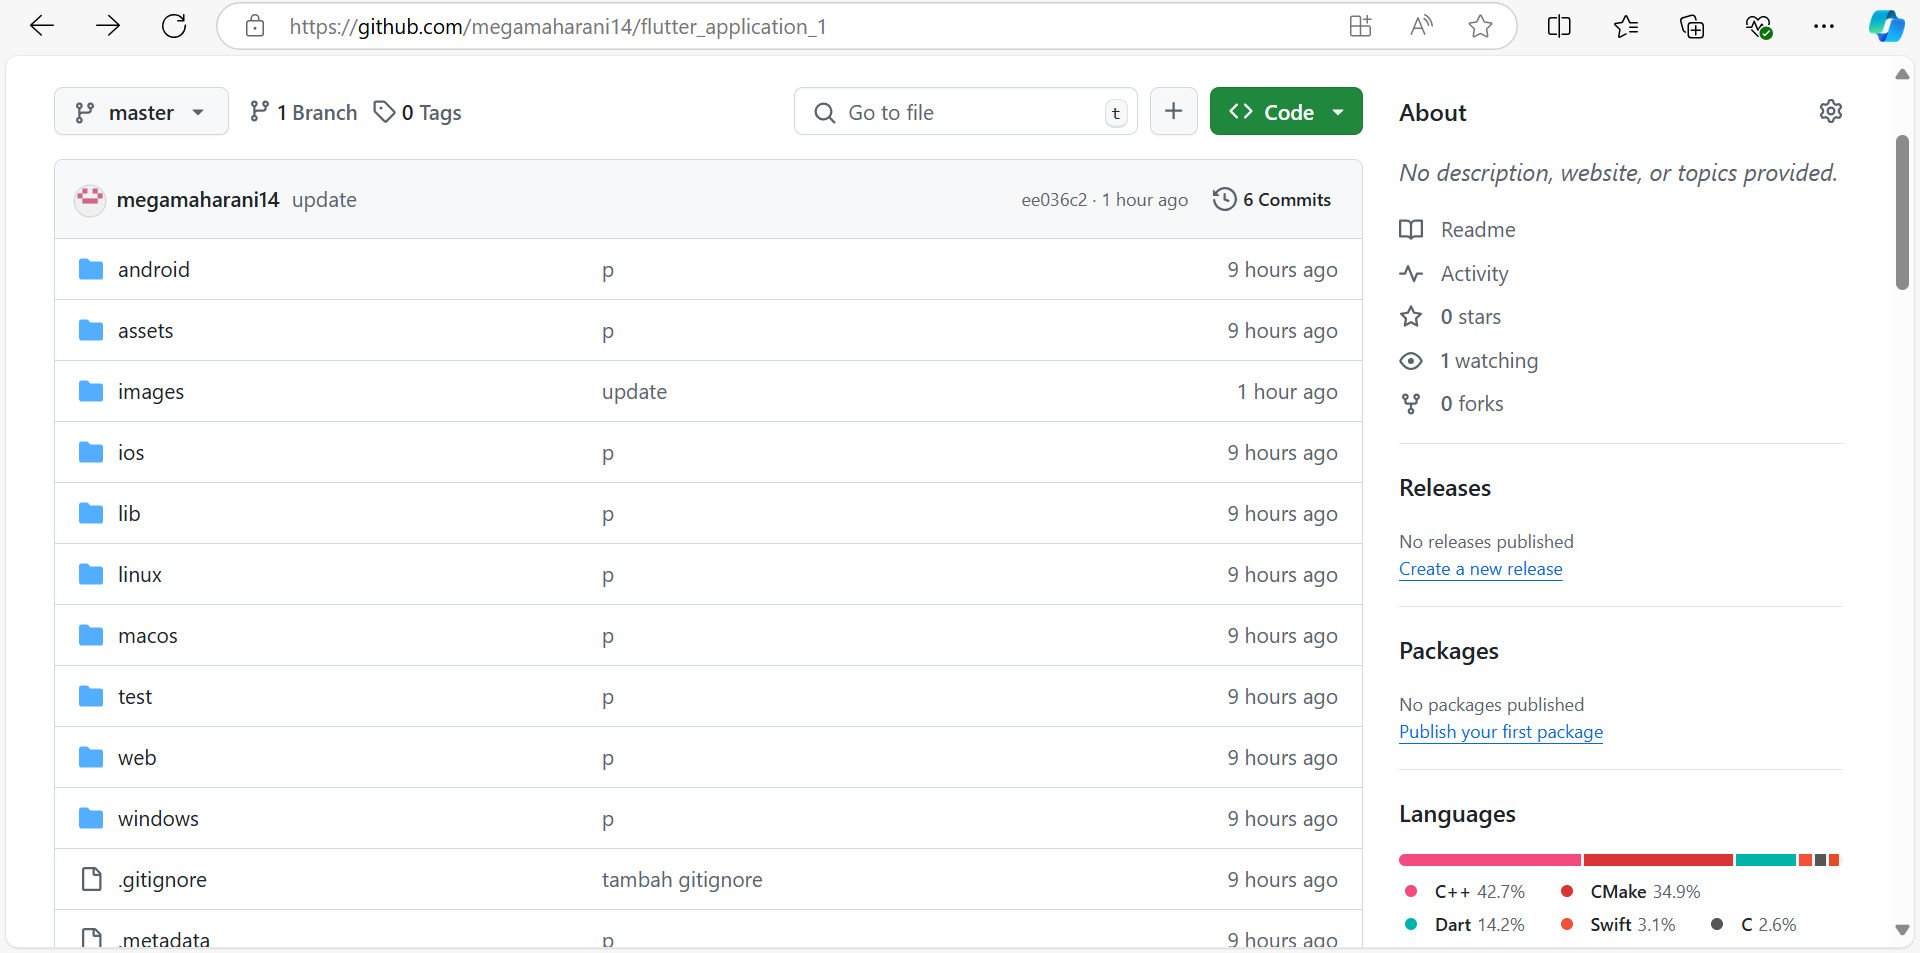 https://github.com/megamaharani14/flutter_application_1
master 1 Branch 0 Tags Go to file t Code
megamaharani14 update ee036c2 · 1 hour ago 6 Commits
android p 9 hours ago
assets p 9 hours ago
images update 1 hour ago
ios p 9 hours ago
lib p 9 hours ago
linux p 9 hours ago
macos p 9 hours ago
test p 9 hours ago
web p 9 hours ago
windows p 9 hours ago
.gitignore tambah gitignore 9 hours ago
.metadata p 9 hours ago
About
No description, website, or topics provided.
Readme
Activity
0 stars
1 watching
0 forks
Releases
No releases published
Create a new release
Packages
No packages published
Publish your first package
Languages
C++ 42.7% CMake 34.9%
Dart 14.2% Swift 3.1% C 2.6%